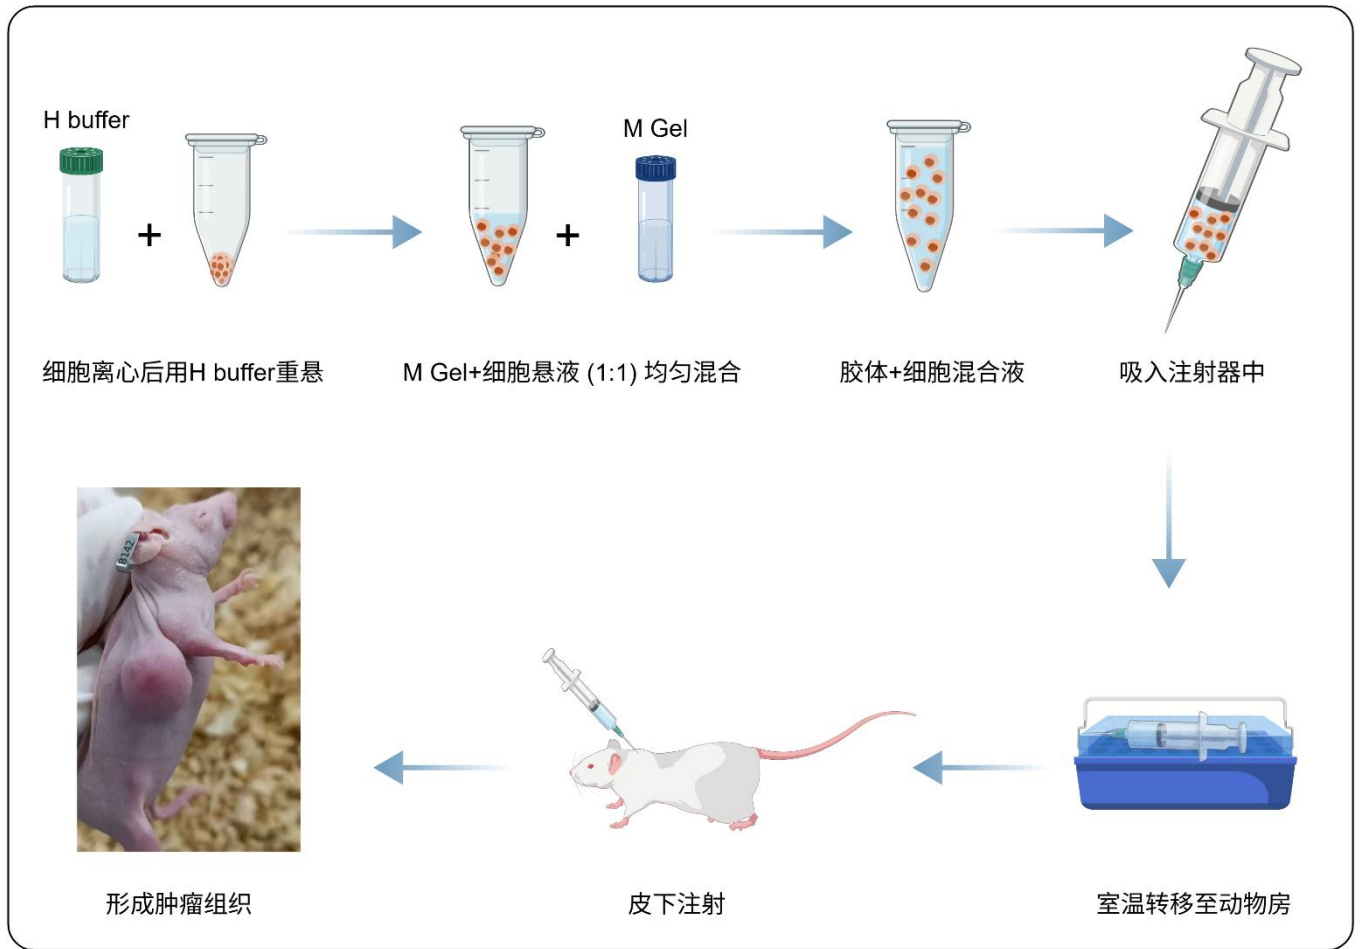 H buffer
M Gel
细胞离心后用H buffer重悬
M Gel+细胞悬液 (1:1) 均匀混合
胶体+细胞混合液
吸入注射器中
B142
形成肿瘤组织
皮下注射
室温转移至动物房